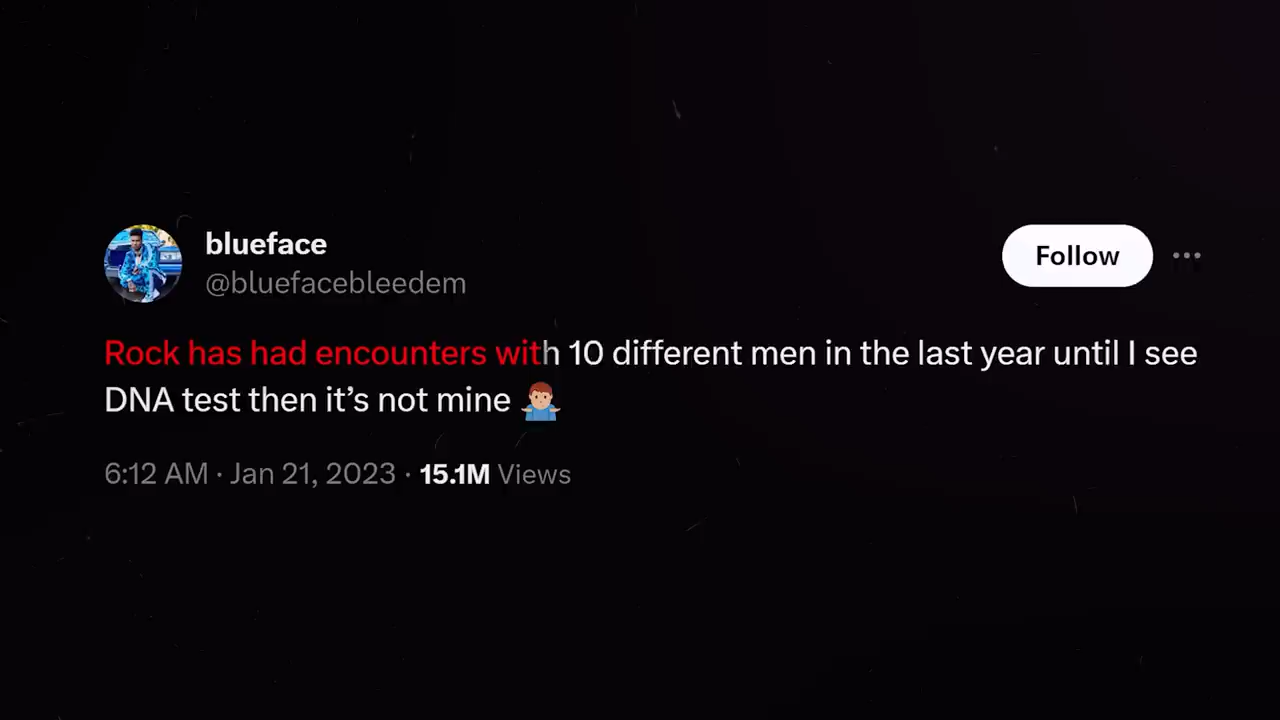 blueface
@bluefacebleedem
Follow
Rock has had encounters with 10 different men in the last year until I see
DNA test then it’s not mine 🤷🏽‍♂️
6:12 AM · Jan 21, 2023 · 15.1M Views